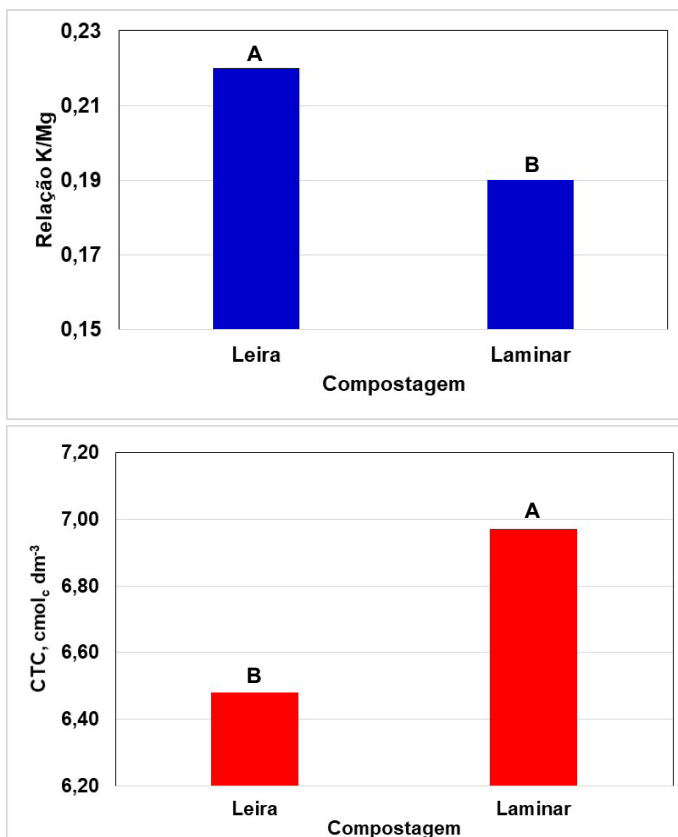 0,23
A
0,21
B
0,19
0,17
0,15
Relação K/Mg
Leira
Laminar
Compostagem
7,20
A
7,00
6,80
B
6,60
6,40
6,20
CTC, cmolc dm-3
Leira
Laminar
Compostagem